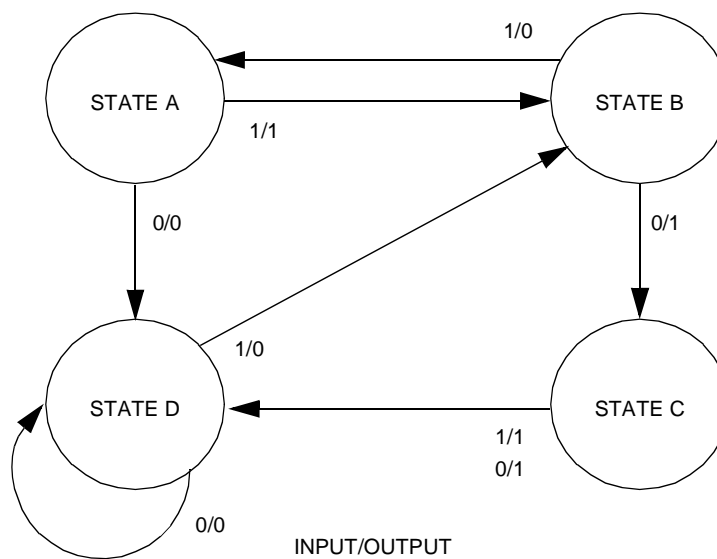 1/0
STATE A
STATE B
1/1
0/0
0/1
1/0
STATE D
STATE C
1/1
0/1
0/0
INPUT/OUTPUT